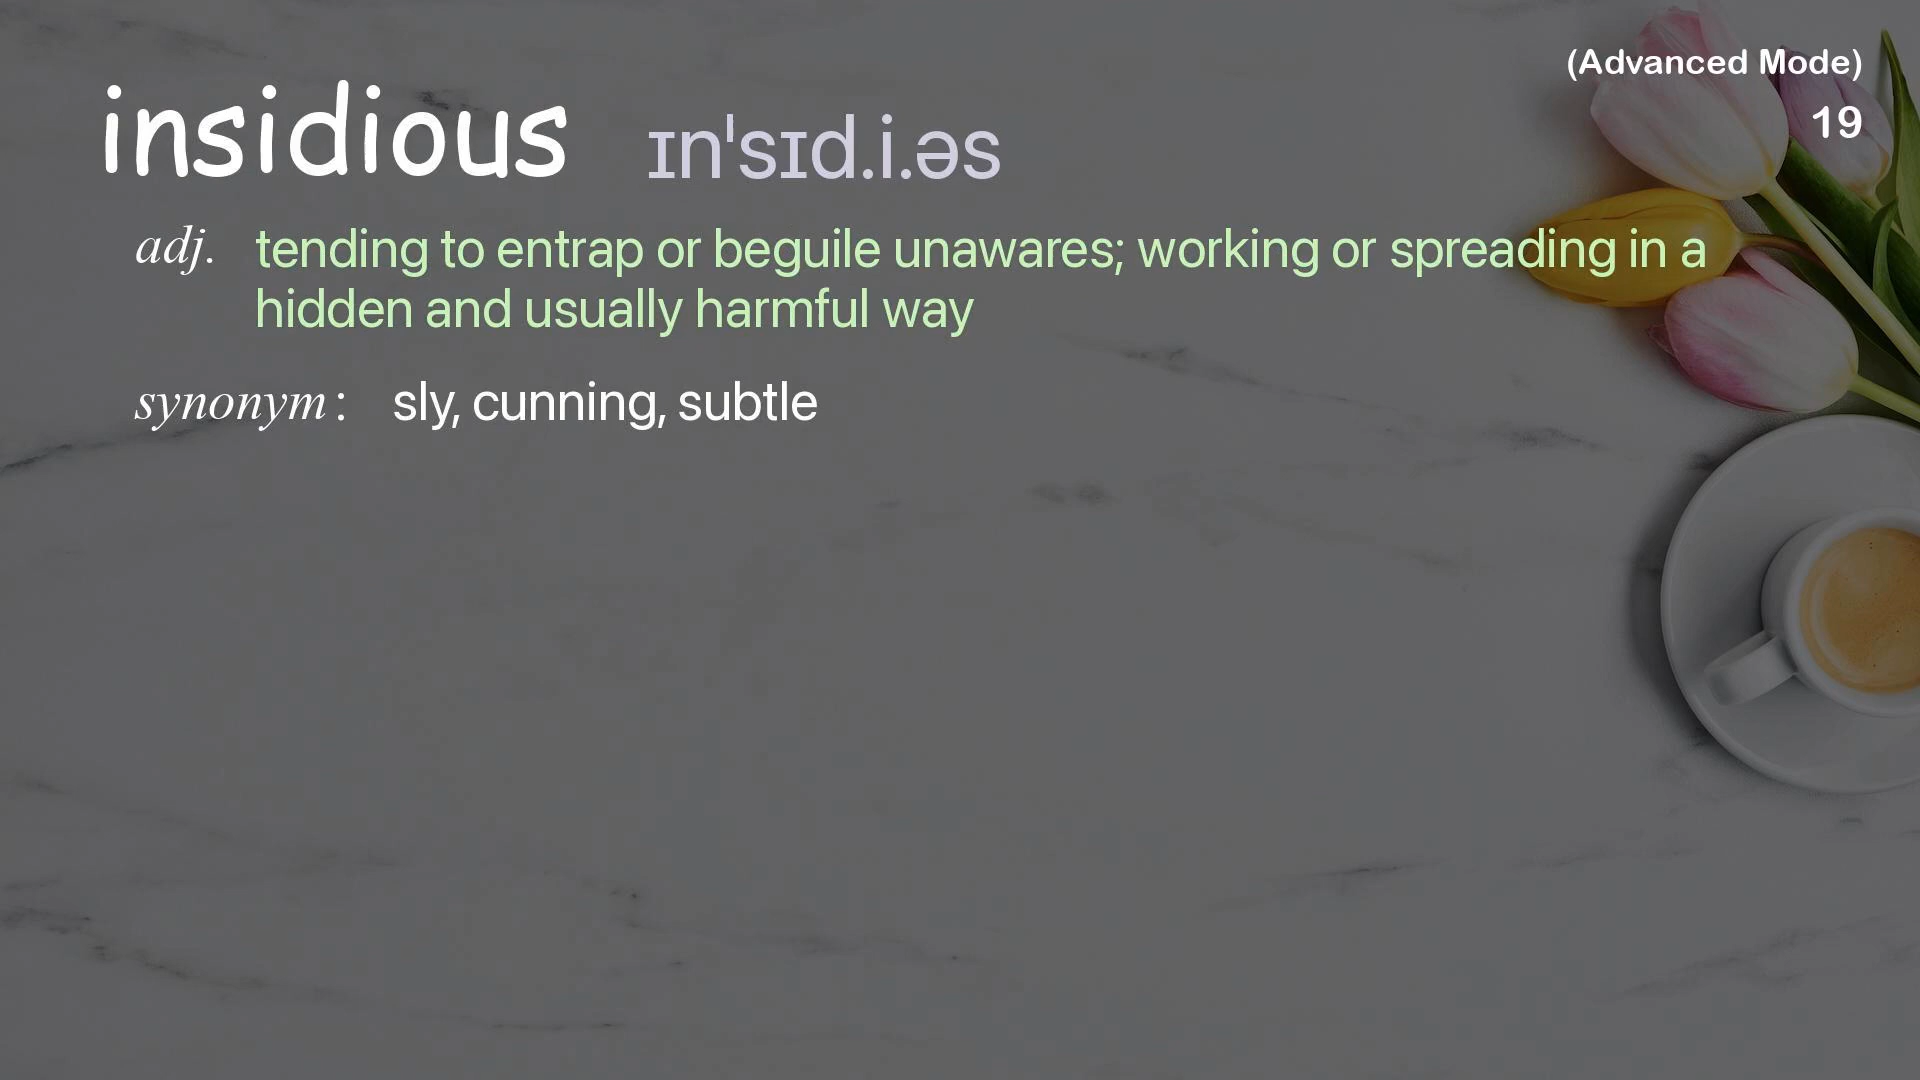 (Advanced Mode)
19
insidious ɪnˈsɪd.i.əs
adj. tending to entrap or beguile unawares; working or spreading in a
hidden and usually harmful way
synonym: sly, cunning, subtle